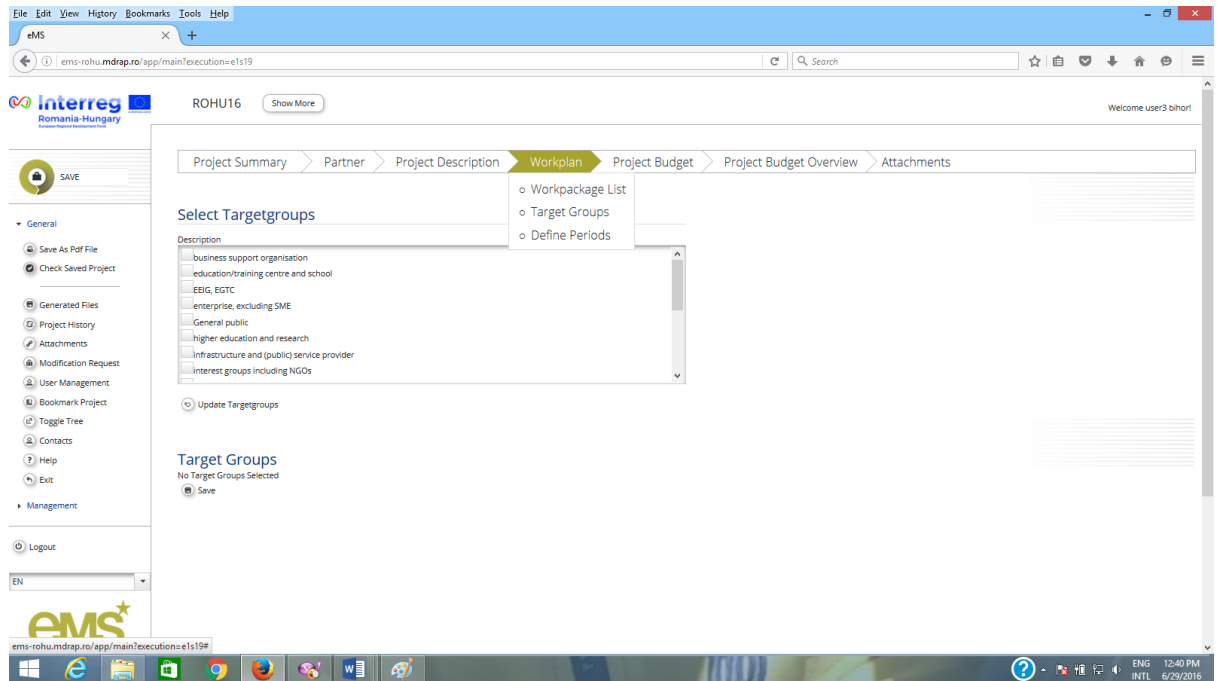 File Edit View History Bookmarks Tools Help
eMS
ems-rohu.mdrap.ro/app/main?execution=e1s19
Search
Interreg
Romania-Hungary
European Regional Development Fund
ROHU16 Show More
Welcome user3 bihor!
Project Summary Partner Project Description Workplan Project Budget Project Budget Overview Attachments
Workpackage List
Target Groups
Define Periods
SAVE
General
Save As Pdf File
Check Saved Project
Generated Files
Project History
Attachments
Modification Request
User Management
Bookmark Project
Toggle Tree
Contacts
Help
Exit
Management
Logout
EN
eMS
Select Targetgroups
Description
business support organisation
education/training centre and school
EEIG, EGTC
enterprise, excluding SME
General public
higher education and research
infrastructure and (public) service provider
interest groups including NGOs
Update Targetgroups
Target Groups
No Target Groups Selected
Save
ems-rohu.mdrap.ro/app/main?execution=e1s19#
ENG 12:40 PM
INTL 6/29/2016